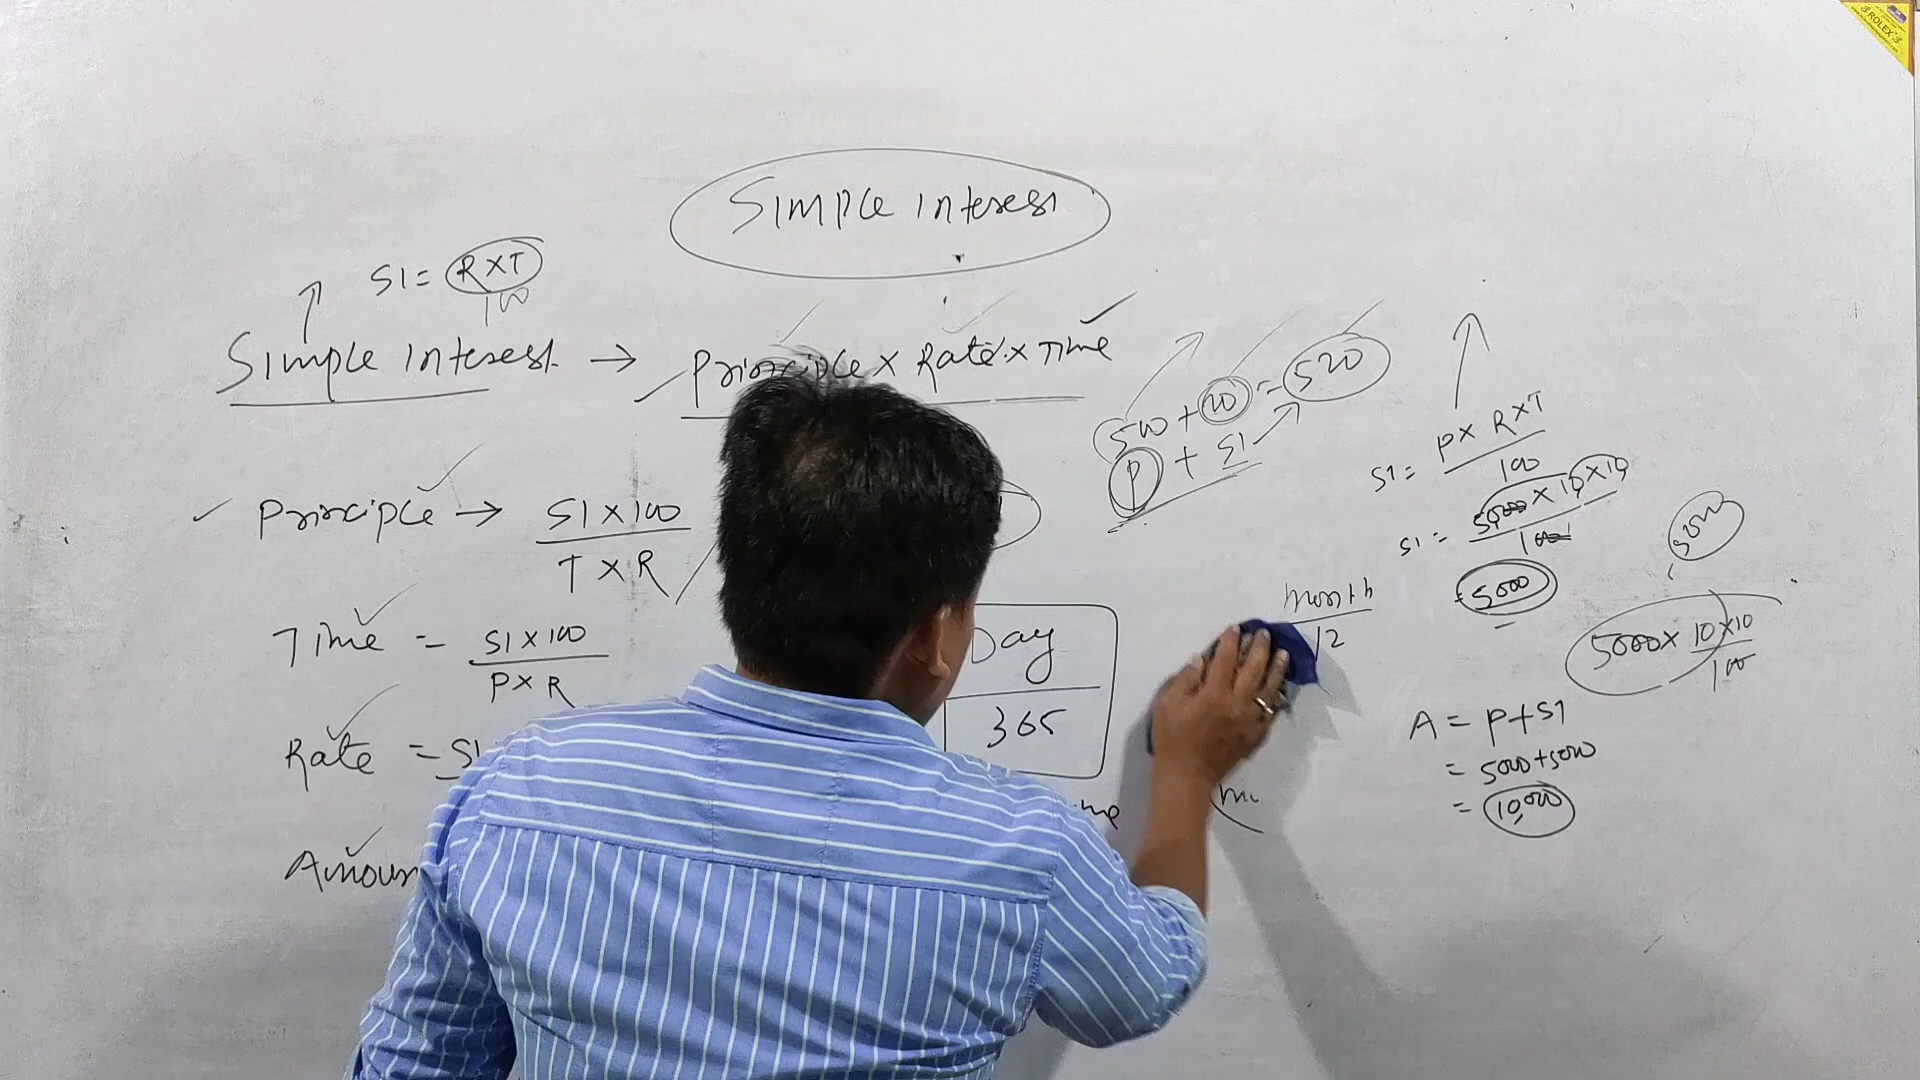 Simple interest
SI = R×T
100
Simple interest. → Principle × Rate × Time
500 + 20 = 520
P + SI
SI = P× R×T
100
Principle → SI × 100
T × R
SI = 5000 × 10 × 10
100
= 5000
5000
5000 × 10 × 10
100
Time = SI × 100
P × R
Day
365
month
12
Rate = SI
A = P+SI
= 5000+5000
= 10,000
Amoun